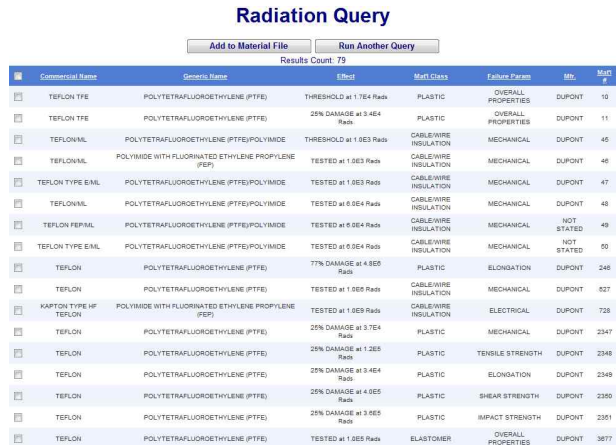 Radiation Query
Add to Material File Run Another Query
Results Count: 79
Commercial Name Generic Name Effect Mat'l Class Failure Param Mfr. Mat'l #
TEFLON TFE POLYTETRAFLUOROETHYLENE (PTFE) THRESHOLD at 1.7E4 Rads PLASTIC OVERALL PROPERTIES DUPONT 10
TEFLON TFE POLYTETRAFLUOROETHYLENE (PTFE) 25% DAMAGE at 3.4E4 Rads PLASTIC OVERALL PROPERTIES DUPONT 11
TEFLON/ML POLYTETRAFLUOROETHYLENE (PTFE)/POLYIMIDE THRESHOLD at 1.0E3 Rads CABLE/WIRE INSULATION MECHANICAL DUPONT 45
TEFLON/ML POLYIMIDE WITH FLUORINATED ETHYLENE PROPYLENE (FEP) TESTED at 1.0E3 Rads CABLE/WIRE INSULATION MECHANICAL DUPONT 46
TEFLON TYPE E/ML POLYTETRAFLUOROETHYLENE (PTFE)/POLYIMIDE TESTED at 1.0E3 Rads CABLE/WIRE INSULATION MECHANICAL DUPONT 47
TEFLON/ML POLYTETRAFLUOROETHYLENE (PTFE)/POLYIMIDE TESTED at 6.0E4 Rads CABLE/WIRE INSULATION MECHANICAL DUPONT 48
TEFLON FEP/ML POLYTETRAFLUOROETHYLENE (PTFE)/POLYIMIDE TESTED at 6.0E4 Rads CABLE/WIRE INSULATION MECHANICAL NOT STATED 49
TEFLON TYPE E/ML POLYTETRAFLUOROETHYLENE (PTFE)/POLYIMIDE TESTED at 6.0E4 Rads CABLE/WIRE INSULATION MECHANICAL NOT STATED 50
TEFLON POLYTETRAFLUOROETHYLENE (PTFE) 77% DAMAGE at 4.8E6 Rads PLASTIC ELONGATION DUPONT 246
TEFLON POLYTETRAFLUOROETHYLENE (PTFE) TESTED at 1.0E6 Rads CABLE/WIRE INSULATION MECHANICAL DUPONT 527
KAPTON TYPE HF TEFLON POLYIMIDE WITH FLUORINATED ETHYLENE PROPYLENE (FEP) TESTED at 1.0E9 Rads CABLE/WIRE INSULATION ELECTRICAL DUPONT 728
TEFLON POLYTETRAFLUOROETHYLENE (PTFE) 25% DAMAGE at 3.7E4 Rads PLASTIC MECHANICAL DUPONT 2347
TEFLON POLYTETRAFLUOROETHYLENE (PTFE) 25% DAMAGE at 1.2E5 Rads PLASTIC TENSILE STRENGTH DUPONT 2348
TEFLON POLYTETRAFLUOROETHYLENE (PTFE) 25% DAMAGE at 3.4E4 Rads PLASTIC ELONGATION DUPONT 2349
TEFLON POLYTETRAFLUOROETHYLENE (PTFE) 25% DAMAGE at 4.0E5 Rads PLASTIC SHEAR STRENGTH DUPONT 2350
TEFLON POLYTETRAFLUOROETHYLENE (PTFE) 25% DAMAGE at 3.6E5 Rads PLASTIC IMPACT STRENGTH DUPONT 2351
TEFLON POLYTETRAFLUOROETHYLENE (PTFE) TESTED at 1.0E5 Rads ELASTOMER OVERALL PROPERTIES DUPONT 3677